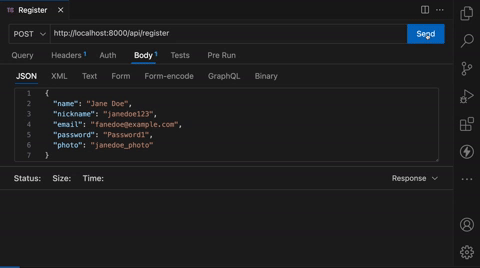 Register
POST http://localhost:8000/api/register Send
Query Headers 1 Auth Body 1 Tests Pre Run
JSON XML Text Form Form-encode GraphQL Binary
1 {
2 "name": "Jane Doe",
3 "nickname": "janedoe123",
4 "email": "fanedoe@example.com",
5 "password": "Password1",
6 "photo": "janedoe_photo"
7 }
Status: Size: Time: Response